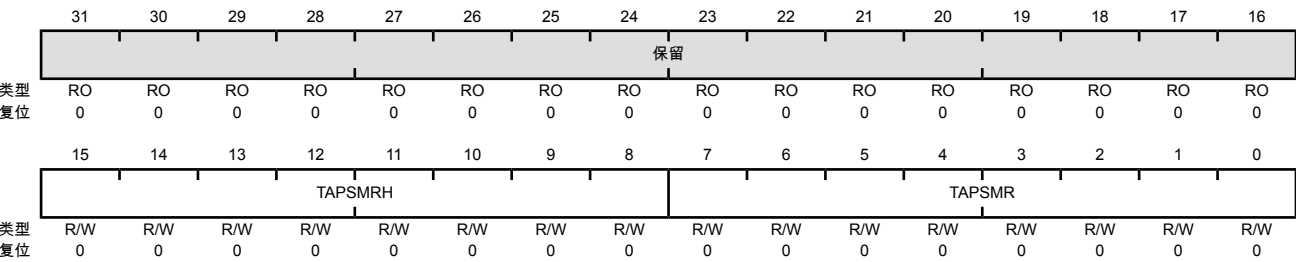 31 30 29 28 27 26 25 24 23 22 21 20 19 18 17 16
保留
类型 RO RO RO RO RO RO RO RO RO RO RO RO RO RO RO RO
复位 0 0 0 0 0 0 0 0 0 0 0 0 0 0 0 0
15 14 13 12 11 10 9 8 7 6 5 4 3 2 1 0
TAPSMRH TAPSMR
类型 R/W R/W R/W R/W R/W R/W R/W R/W R/W R/W R/W R/W R/W R/W R/W R/W
复位 0 0 0 0 0 0 0 0 0 0 0 0 0 0 0 0